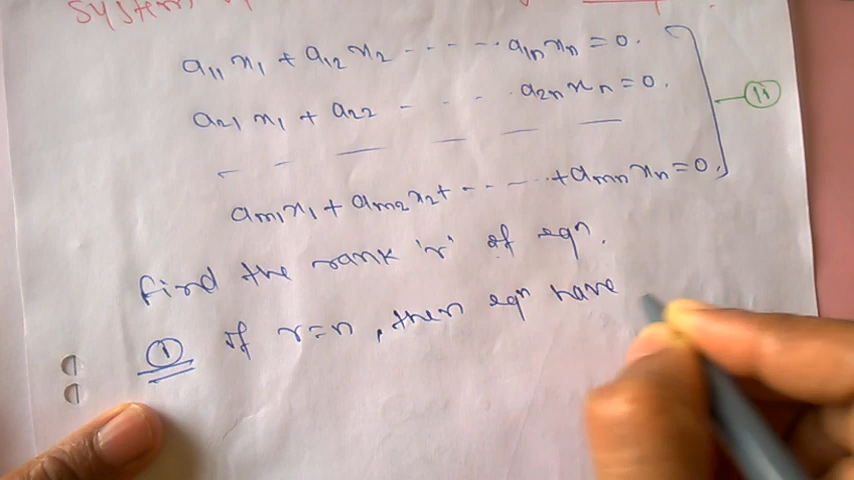 System
a11 x1 + a12 x2 ------ a1n xn = 0.
a21 x1 + a22 - - - a2n xn = 0.
am1 x1 + am2 x2 + ------ + amn xn = 0.
find the rank 'r' of eqn.
① If r=n, then eqn have